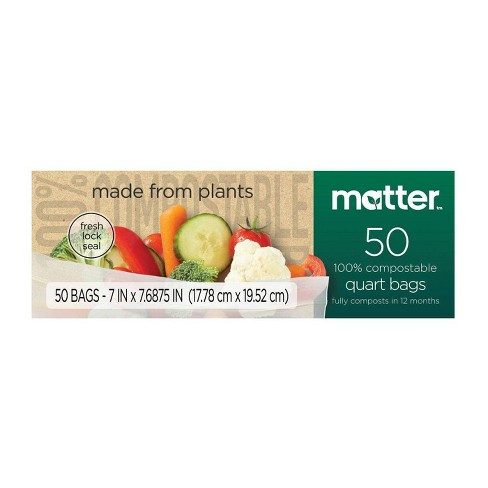 100%
COMPOSTABLE
made from plants
fresh
lock
seal
50 BAGS - 7 IN x 7.6875 IN (17.78 cm x 19.52 cm)
matter™
50
100% compostable
quart bags
fully composts in 12 months